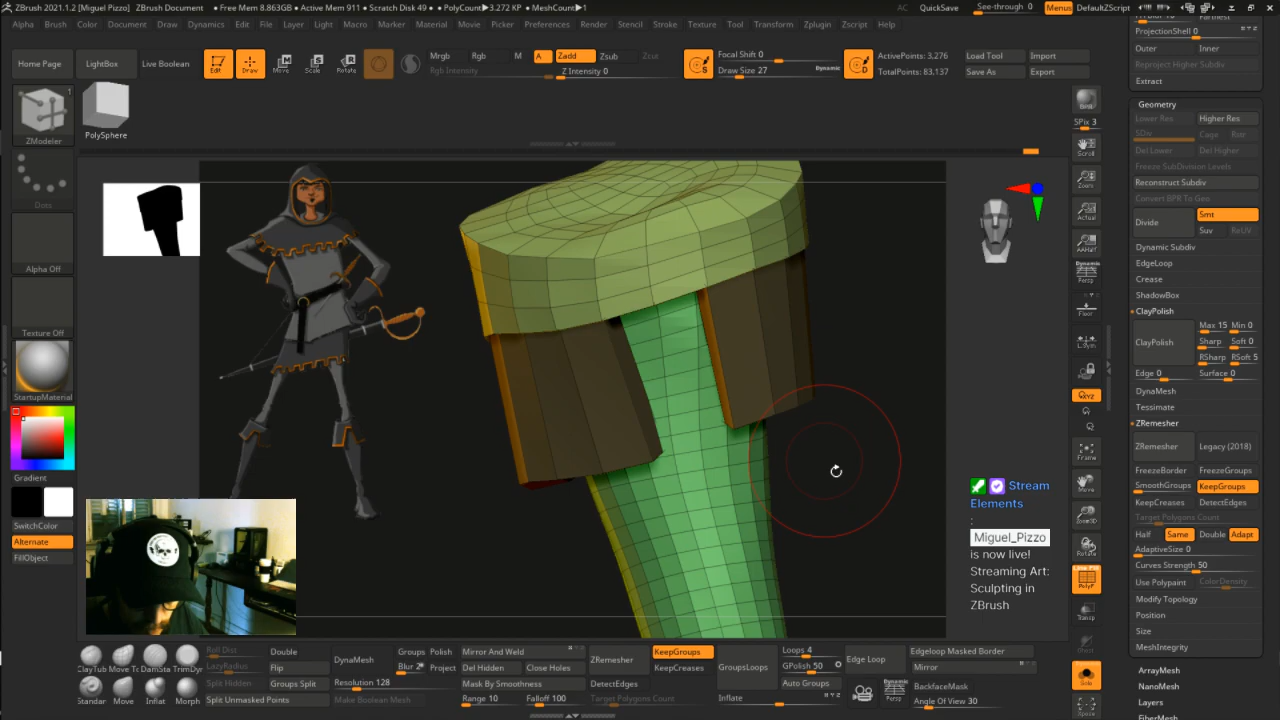 ZBrush 2021.1.2 [Miguel Pizzo] ZBrush Document • Free Mem 8.863GB • Active Mem 911 • Scratch Disk 49 • PolyCount▶3.272 KP • MeshCount▶1 AC QuickSave See-through 0 Menus DefaultZScript
Alpha Brush Color Document Draw Dynamics Edit File Layer Light Macro Marker Material Movie Picker Preferences Render Stencil Stroke Texture Tool Transform Zplugin Zscript Help
Home Page LightBox Live Boolean Edit Draw Move Scale Rotate
Mrgb Rgb M A Zadd Zsub Zcut
Rgb Intensity Z Intensity 0
Focal Shift 0
Draw Size 27 Dynamic
ActivePoints: 3,276 Load Tool Import
TotalPoints: 83,137 Save As Export
ZModeler 1
PolySphere
Dots
Alpha Off
Texture Off
StartupMaterial
Gradient
SwitchColor
Alternate
FillObject
BPR
SPix 3
Scroll
Zoom
Actual
AAHalf
Dynamic
Persp
Floor
L.Sym
XYZ
Frame
Move
Zoom3D
Rotate
Line Fill
PolyF
Transp
Dynamic
Solo
Xpose
Stream
Elements
:
Miguel_Pizzo
is now live!
Streaming Art:
Sculpting in
ZBrush
ProjectionShell 0
Outer Inner
Reproject Higher Subdiv
Extract
Geometry
Lower Res Higher Res
SDiv Cage Rstr
Del Lower Del Higher
Freeze SubDivision Levels
Reconstruct Subdiv
Convert BPR To Geo
Divide Smt
Suv ReUV
Dynamic Subdiv
EdgeLoop
Crease
ShadowBox
ClayPolish
ClayPolish Max 15 Min 0
Sharp Soft 0
RSharp RSoft 5
Edge 0 Surface 0
DynaMesh
Tessimate
ZRemesher
ZRemesher Legacy (2018)
FreezeBorder FreezeGroups
SmoothGroups KeepGroups
KeepCreases DetectEdges
Target Polygons Count
Half Same Double Adapt
AdaptiveSize 0
Curves Strength 50
Use Polypaint ColorDensity
Modify Topology
Position
Size
MeshIntegrity
ArrayMesh
NanoMesh
Layers
FiberMesh
ClayTub Move To DamSta TrimDy
Standar Move Inflat Morph
Roll Dist
LazyRadius
Split Hidden
Split Unmasked Points
Double
Flip
Groups Split
DynaMesh
Resolution 128
Make Boolean Mesh
Groups Polish
Blur 2 Project
Mirror And Weld
Del Hidden Close Holes
Mask By Smoothness
Range 10 Falloff 100
ZRemesher
DetectEdges
Target Polygons Count
KeepGroups
KeepCreases
GroupsLoops
Inflate
Loops 4
GPolish 50
Auto Groups
Edge Loop
Dynamic
Persp
Edgeloop Masked Border
Mirror
BackfaceMask
Angle Of View 30